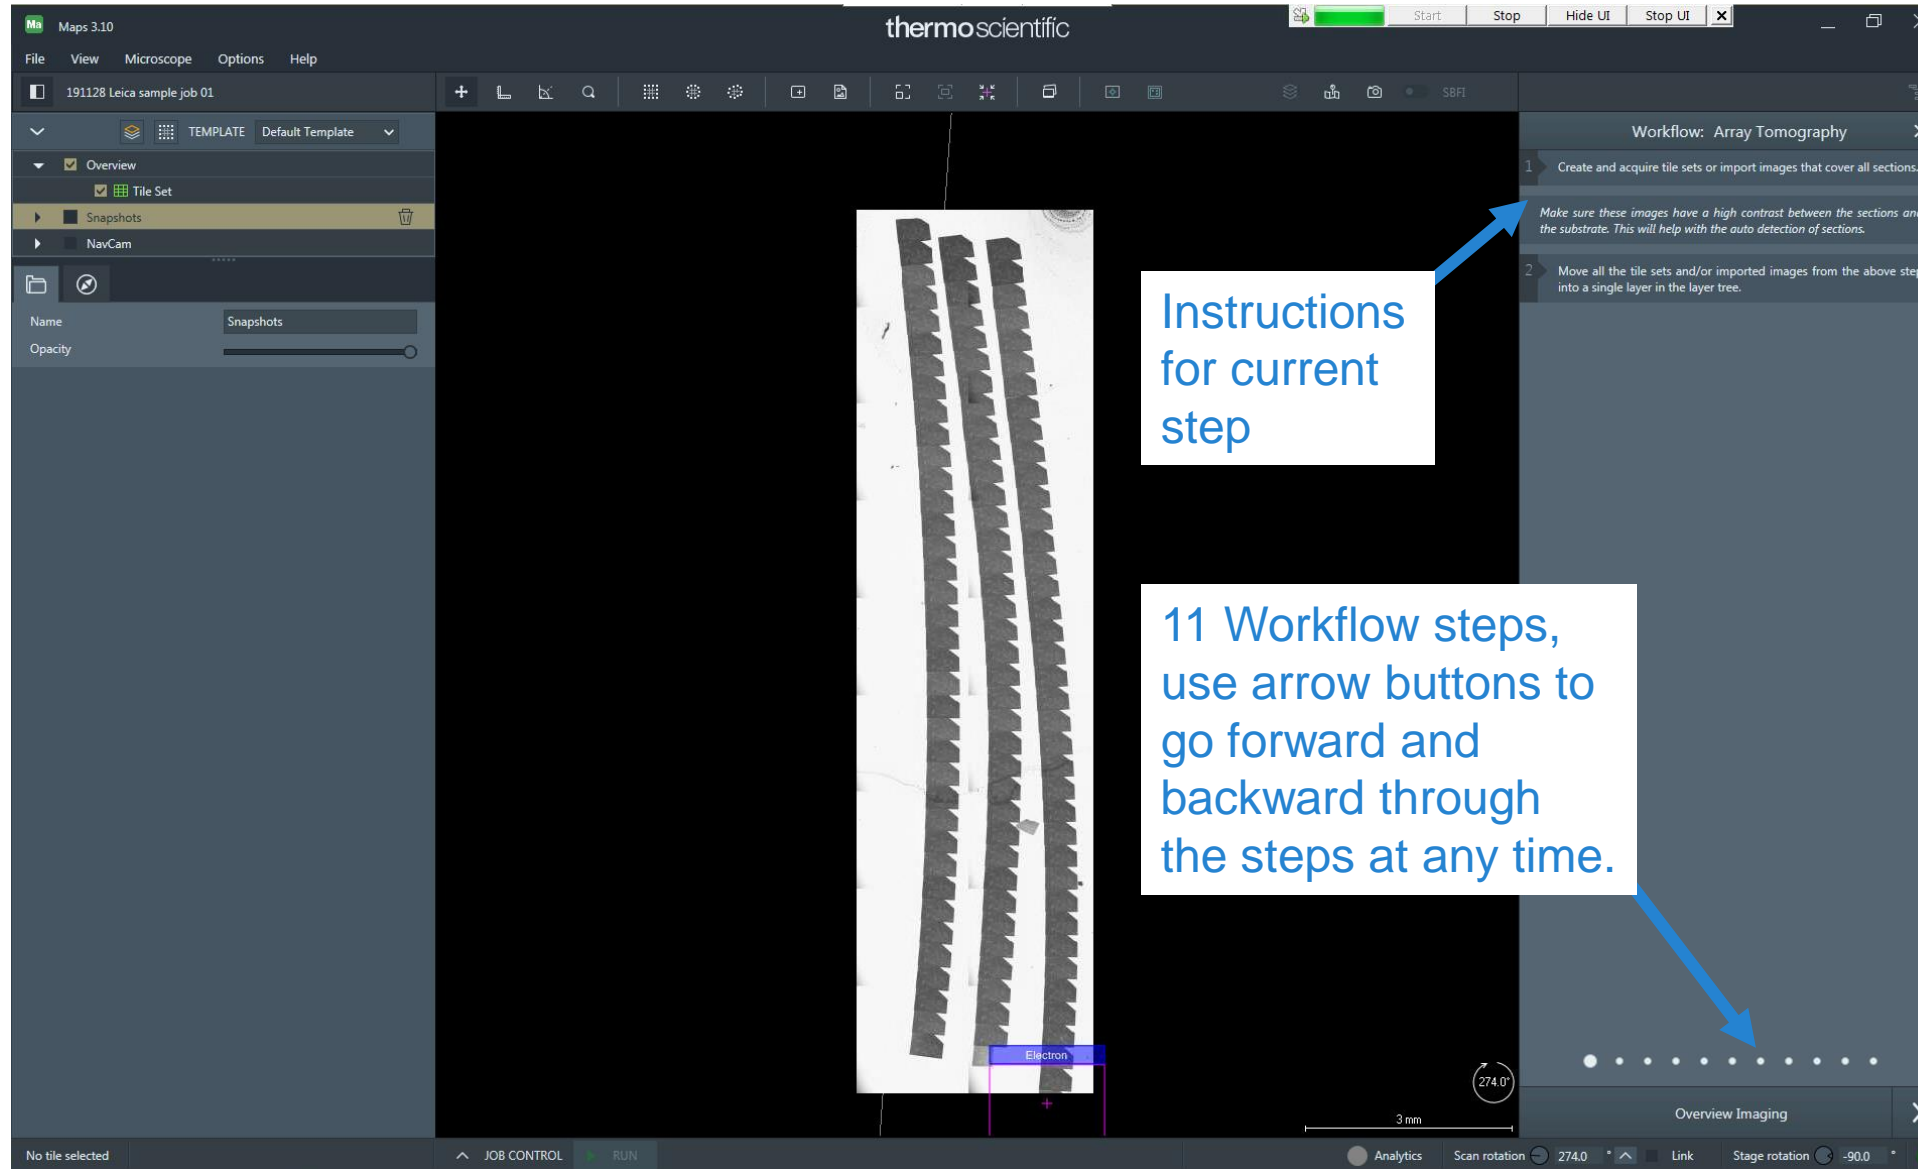 Ma Maps 3.10
thermoscientific
Start Stop Hide UI Stop UI X
File View Microscope Options Help
191128 Leica sample job 01
SBFI
TEMPLATE Default Template
Overview
Tile Set
Snapshots
NavCam
Name Snapshots
Opacity
Workflow: Array Tomography
1 Create and acquire tile sets or import images that cover all sections.
Make sure these images have a high contrast between the sections and
the substrate. This will help with the auto detection of sections.
2 Move all the tile sets and/or imported images from the above step
into a single layer in the layer tree.
Instructions
for current
step
11 Workflow steps,
use arrow buttons to
go forward and
backward through
the steps at any time.
Electron
274.0°
3 mm
Overview Imaging
No tile selected
JOB CONTROL RUN
Analytics Scan rotation 274.0 ° Link Stage rotation -90.0 °